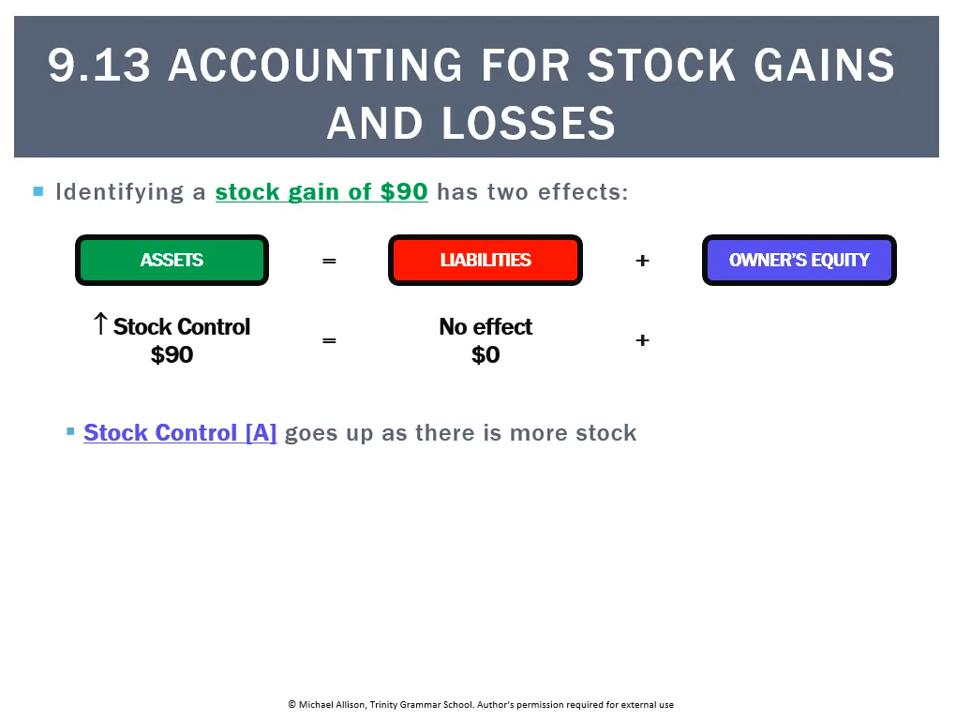 9.13 ACCOUNTING FOR STOCK GAINS
AND LOSSES
Identifying a stock gain of $90 has two effects:
ASSETS = LIABILITIES + OWNER'S EQUITY
↑ Stock Control = No effect +
$90 $0
Stock Control [A] goes up as there is more stock
© Michael Allison, Trinity Grammar School. Author's permission required for external use